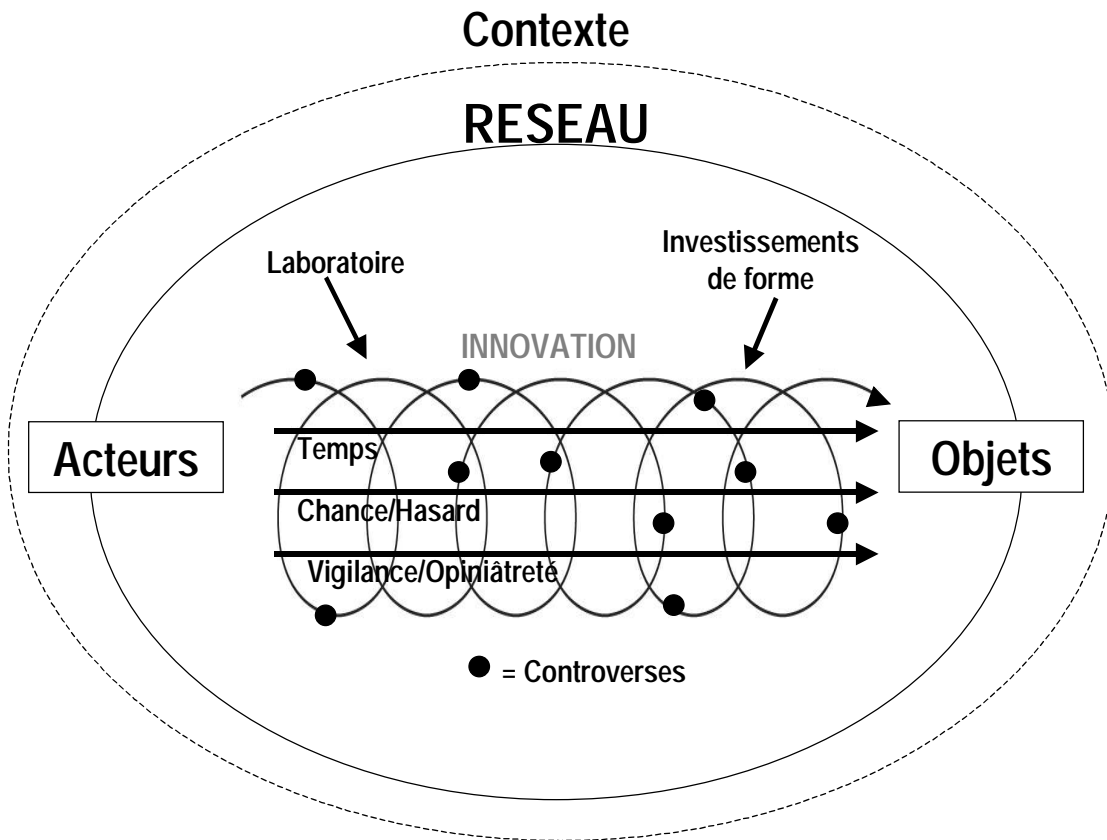 Contexte
RESEAU
Laboratoire
Investissements
de forme
INNOVATION
Acteurs
Objets
Temps
Chance/Hasard
Vigilance/Opiniâtreté
= Controverses